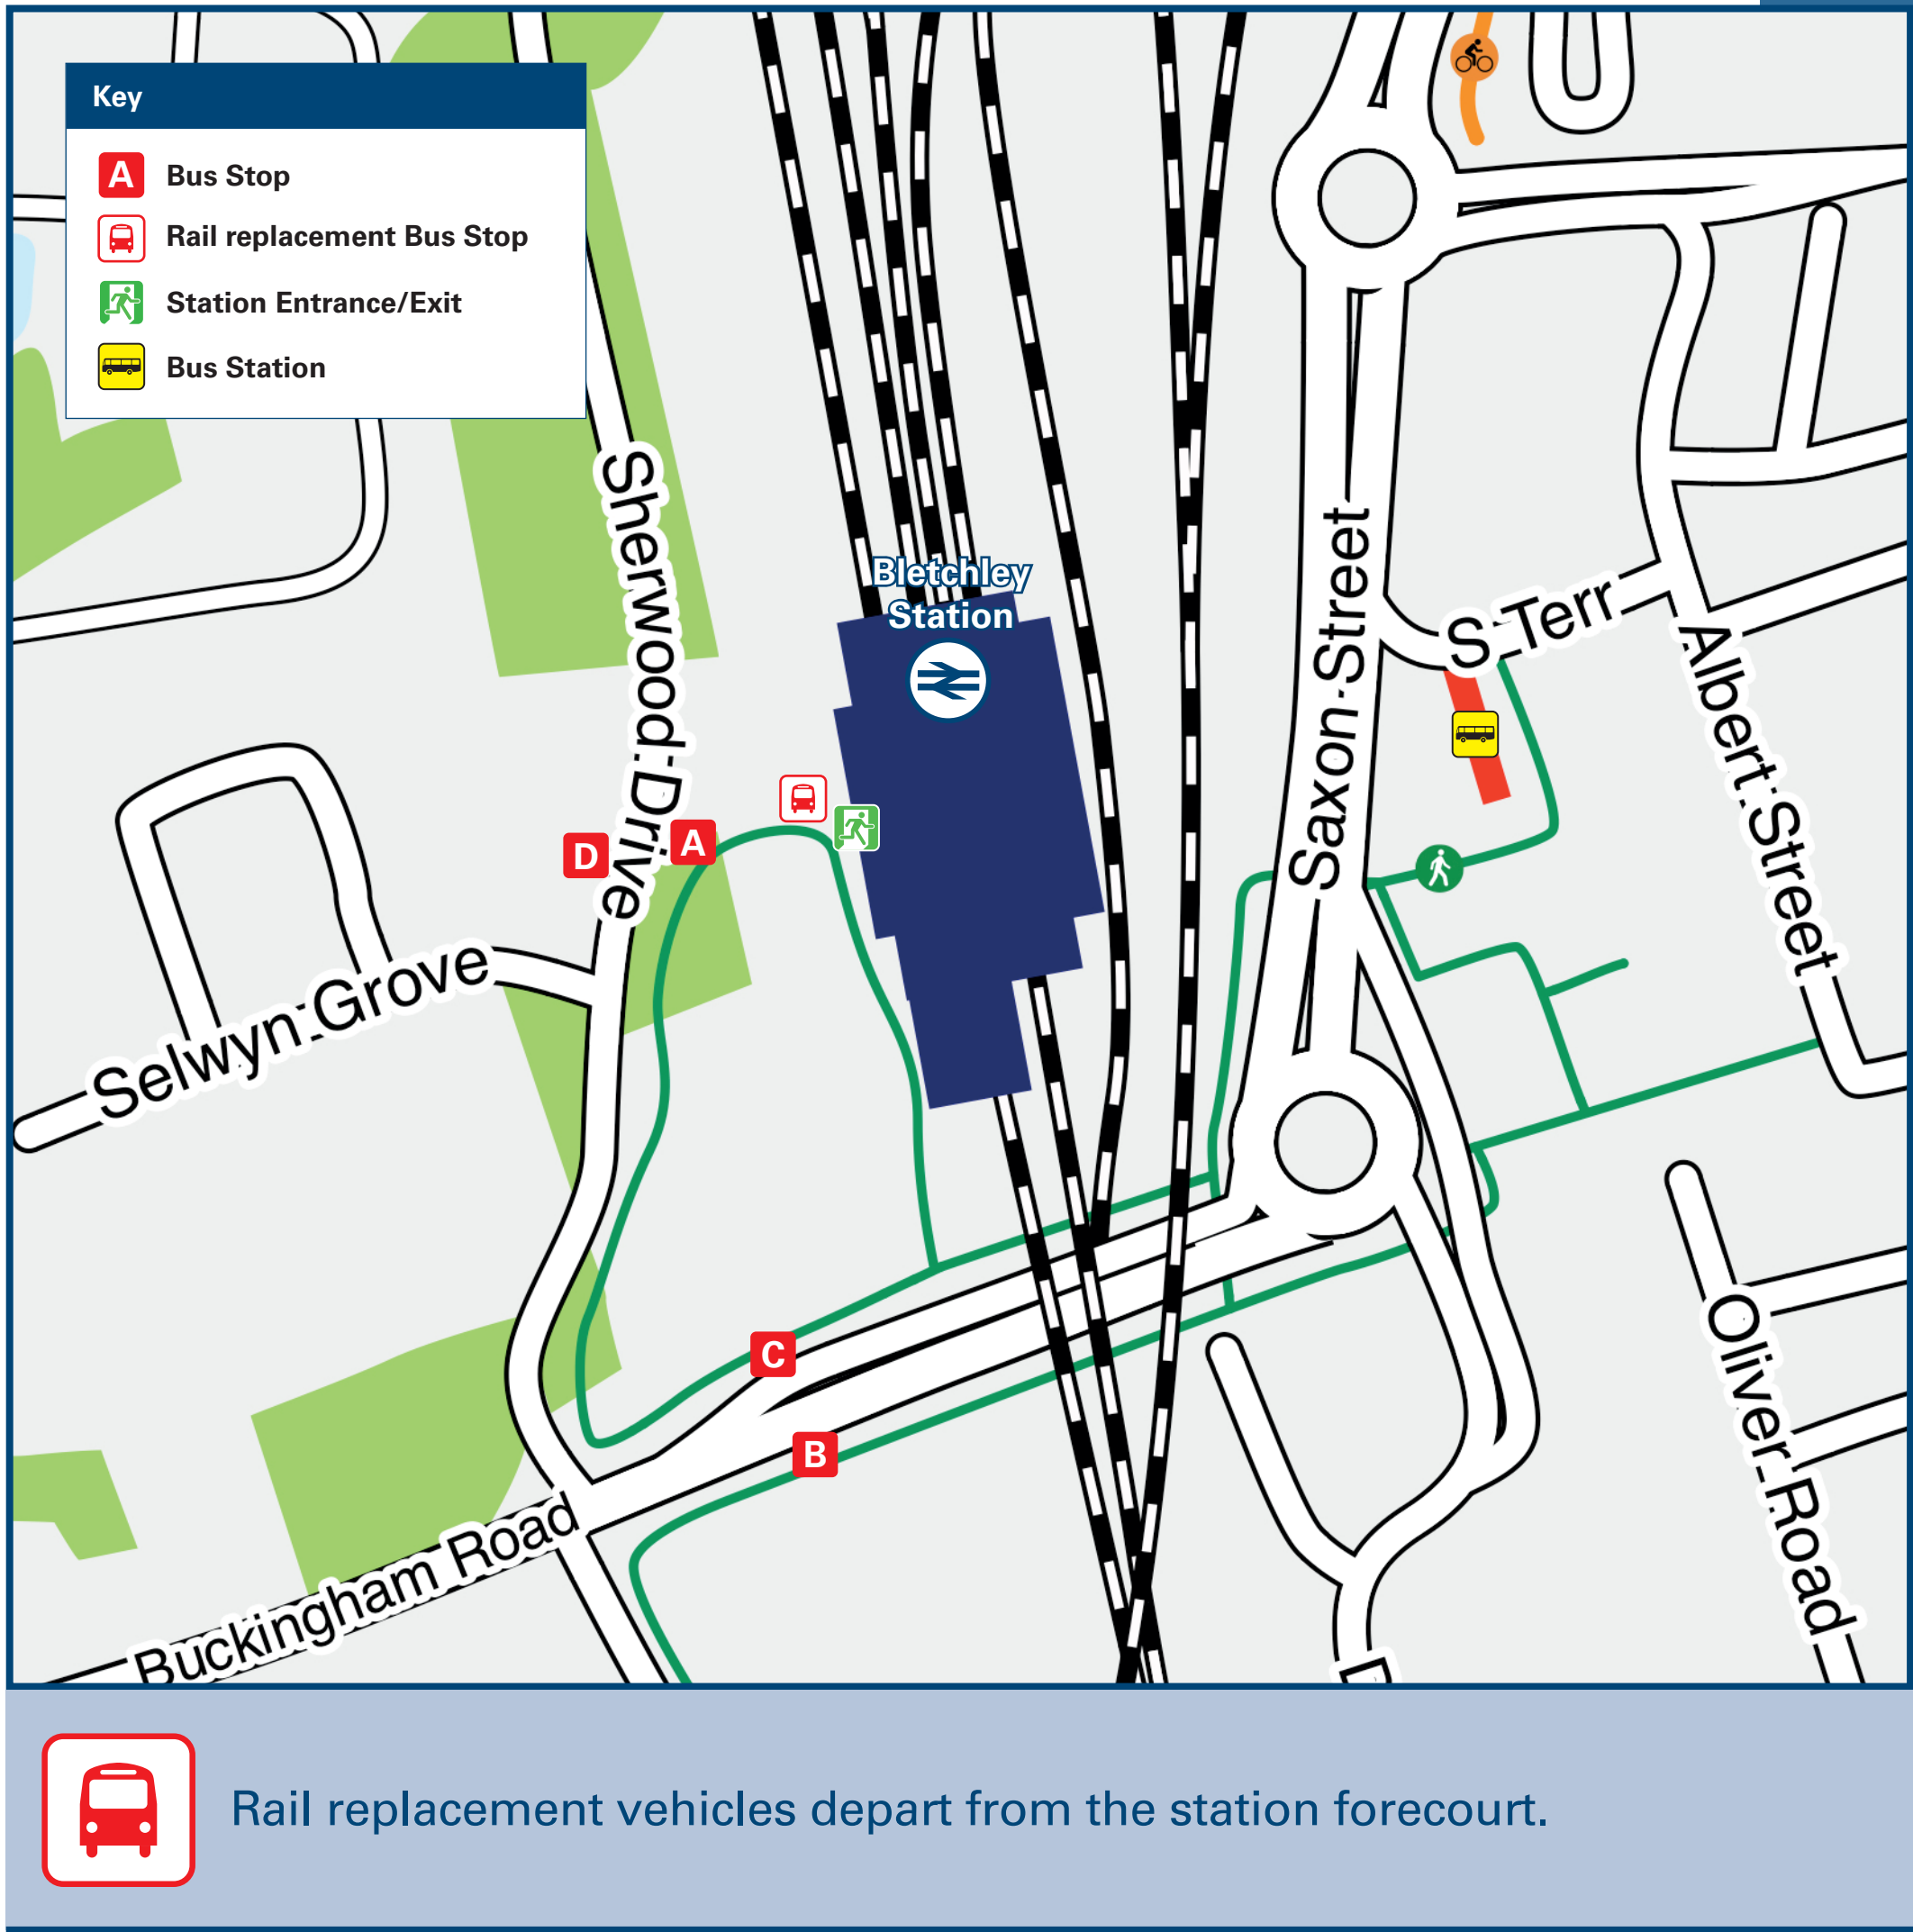 Key
A Bus Stop
Rail replacement Bus Stop
Station Entrance/Exit
Bus Station
Sherwood Drive
Bletchley
Station
Saxon Street
S Terr
Albert Street
D
A
Selwyn Grove
C
B
Oliver Road
Buckingham Road
Rail replacement vehicles depart from the station forecourt.